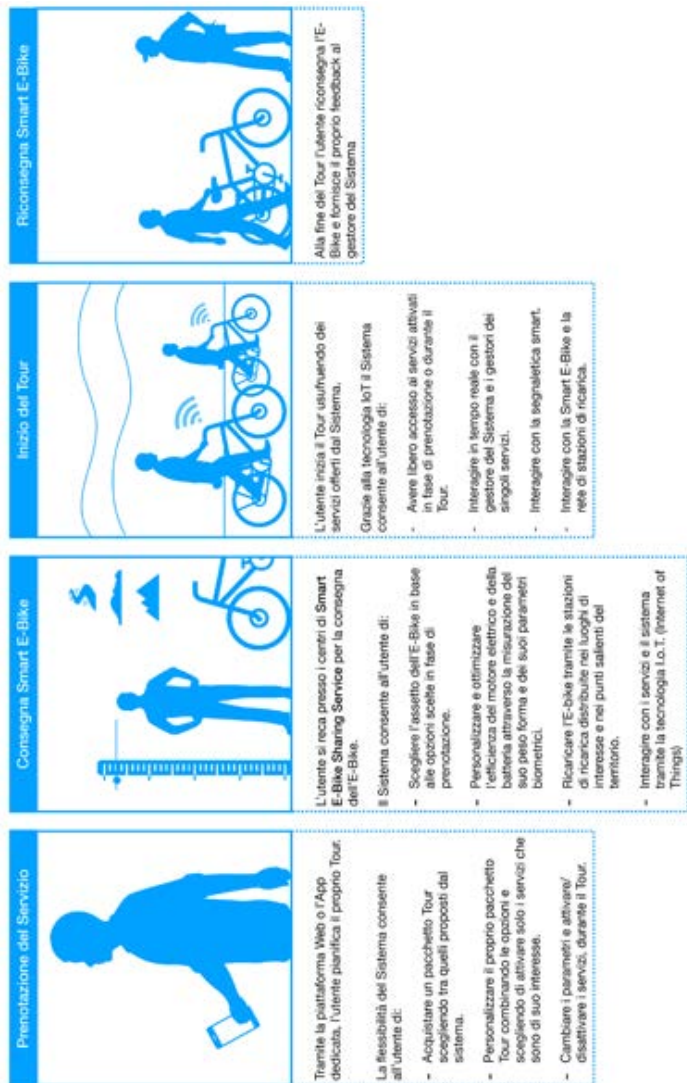 Prenotazione del Servizio
Tramite la piattaforma Web o l'App
dedicata, l'utente pianifica il proprio Tour.
La flessibilità del Sistema consente
all'utente di:
- Acquistare un pacchetto Tour
scegliendo tra quelli proposti dal
sistema.
- Personalizzare il proprio pacchetto
Tour combinando le opzioni e
scegliendo di attivare solo i servizi che
sono di suo interesse.
- Cambiare i parametri e attivare/
disattivare i servizi, durante il Tour.
Consegna Smart E-Bike
L'utente si reca presso i centri di Smart
E-Bike Sharing Service per la consegna
dell'E-Bike.
Il Sistema consente all'utente di:
- Scegliere l'assetto dell'E-Bike in base
alle opzioni scelte in fase di
prenotazione.
- Personalizzare e ottimizzare
l'efficienza del motore elettrico e della
batteria attraverso la misurazione del
suo peso forma e dei suoi parametri
biometrici.
- Ricaricare l'E-bike tramite le stazioni
di ricarica distribuite nei luoghi di
interesse e nei punti salienti del
territorio.
- Interagire con i servizi e il sistema
tramite la tecnologia I.o.T. (Internet of
Things)
Inizio del Tour
L'utente inizia il Tour usufruendo dei
servizi offerti dal Sistema.
Grazie alla tecnologia IoT il Sistema
consente all'utente di:
- Avere libero accesso ai servizi attivati
in fase di prenotazione o durante il
Tour.
- Interagire in tempo reale con il
gestore del Sistema e i gestori dei
singoli servizi.
- Interagire con la segnaletica smart.
- Interagire con la Smart E-Bike e la
rete di stazioni di ricarica.
Riconsegna Smart E-Bike
Alla fine del Tour l'utente riconsegna l'E-
Bike e fornisce il proprio feedback al
gestore del Sistema